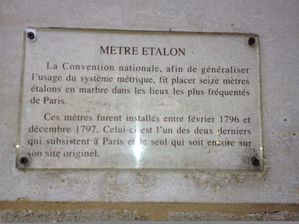 METRE ETALON
La Convention nationale, afin de généraliser
l'usage du système métrique, fit placer seize mètres
étalons en marbre dans les lieux les plus fréquentés
de Paris.
Ces mètres furent installés entre février 1796 et
décembre 1797. Celui-ci est l'un des deux derniers
qui subsistent à Paris et le seul qui soit encore sur
son site originel.